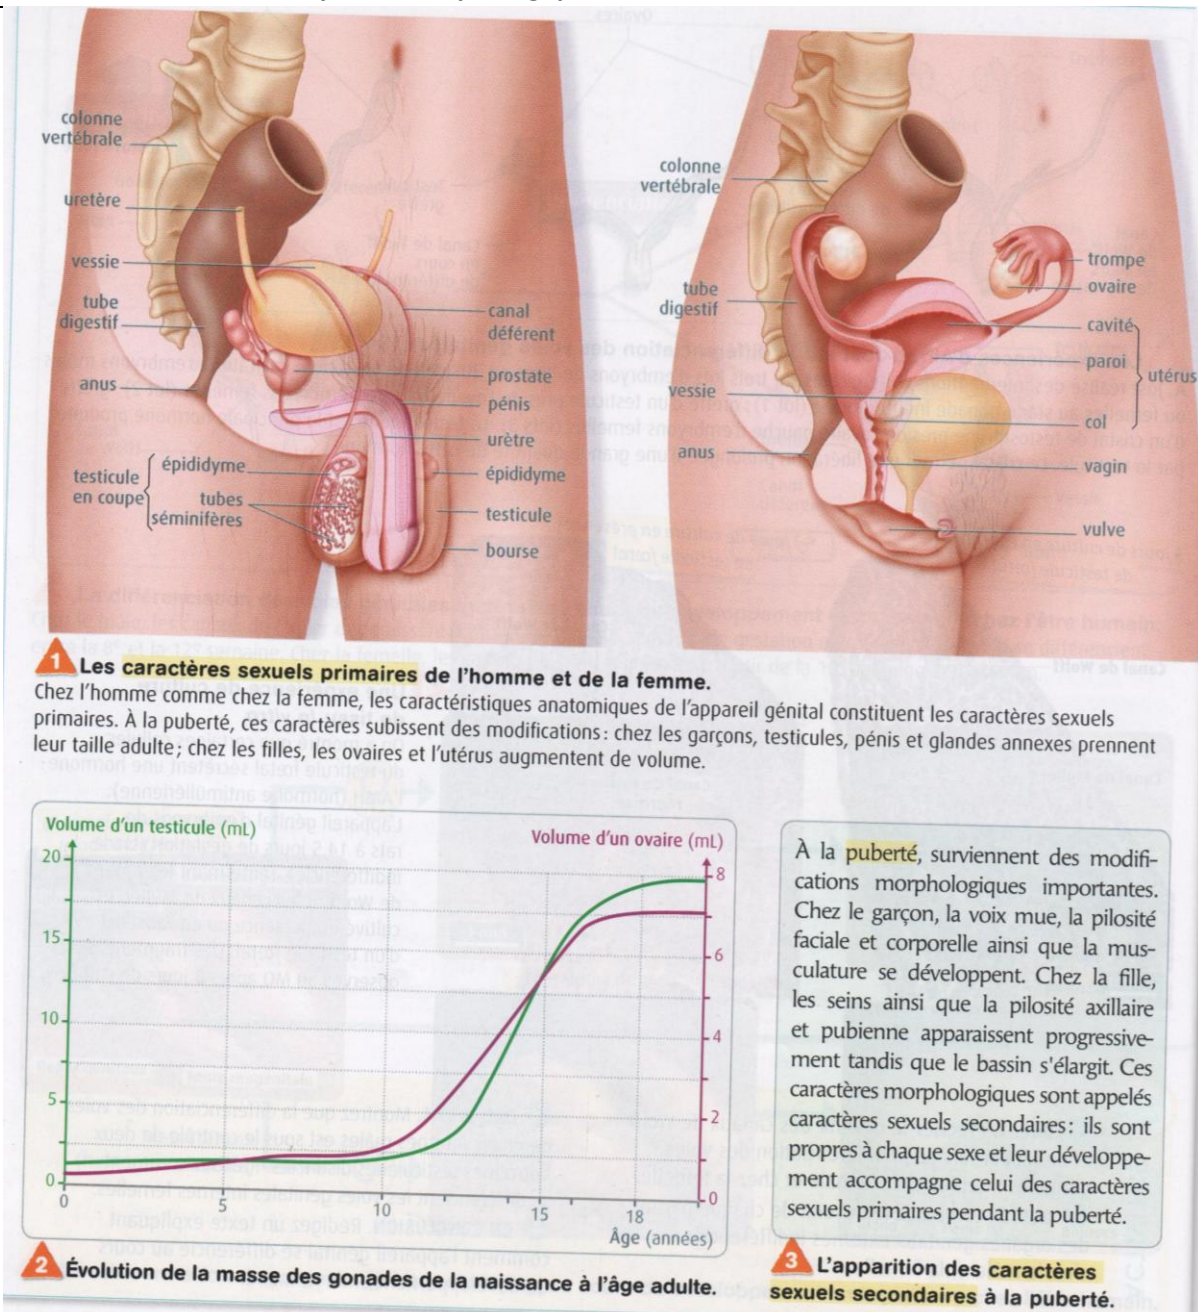 colonne
vertébrale
uretère
vessie
tube
digestif
anus
testicule
en coupe
épididyme
tubes
séminifères
canal
déférent
prostate
pénis
urètre
épididyme
testicule
bourse
colonne
vertébrale
tube
digestif
vessie
anus
trompe
ovaire
cavité
paroi
utérus
col
vagin
vulve
1 Les caractères sexuels primaires de l'homme et de la femme.
Chez l'homme comme chez la femme, les caractéristiques anatomiques de l'appareil génital constituent les caractères sexuels
primaires. À la puberté, ces caractères subissent des modifications : chez les garçons, testicules, pénis et glandes annexes prennent
leur taille adulte ; chez les filles, les ovaires et l'utérus augmentent de volume.
Volume d'un testicule (mL)
Volume d'un ovaire (mL)
20
15
10
5
0
8
6
4
2
0
0 5 10 15 18
Âge (années)
2 Évolution de la masse des gonades de la naissance à l'âge adulte.
À la puberté, surviennent des modifi-
cations morphologiques importantes.
Chez le garçon, la voix mue, la pilosité
faciale et corporelle ainsi que la mus-
culature se développent. Chez la fille,
les seins ainsi que la pilosité axillaire
et pubienne apparaissent progressive-
ment tandis que le bassin s'élargit. Ces
caractères morphologiques sont appelés
caractères sexuels secondaires : ils sont
propres à chaque sexe et leur développe-
ment accompagne celui des caractères
sexuels primaires pendant la puberté.
3 L'apparition des caractères
sexuels secondaires à la puberté.